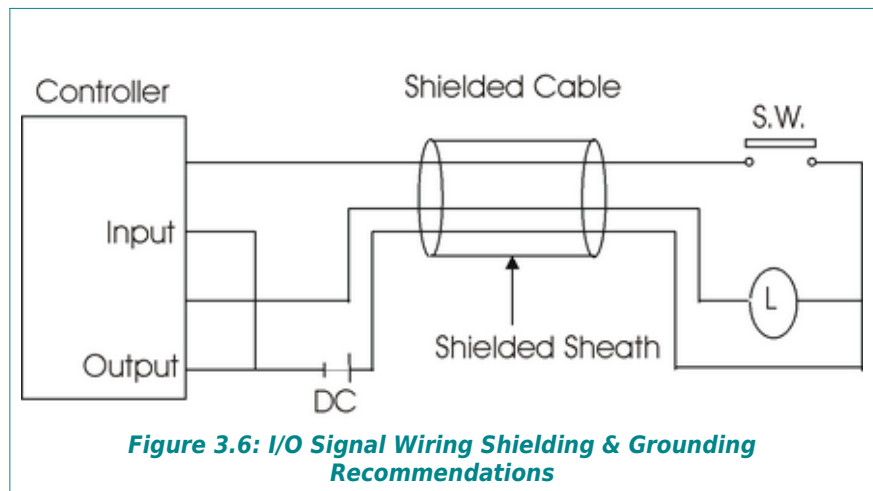 Controller
Shielded Cable
S.W.
Input
L
Shielded Sheath
Output
DC
Figure 3.6: I/O Signal Wiring Shielding & Grounding
Recommendations